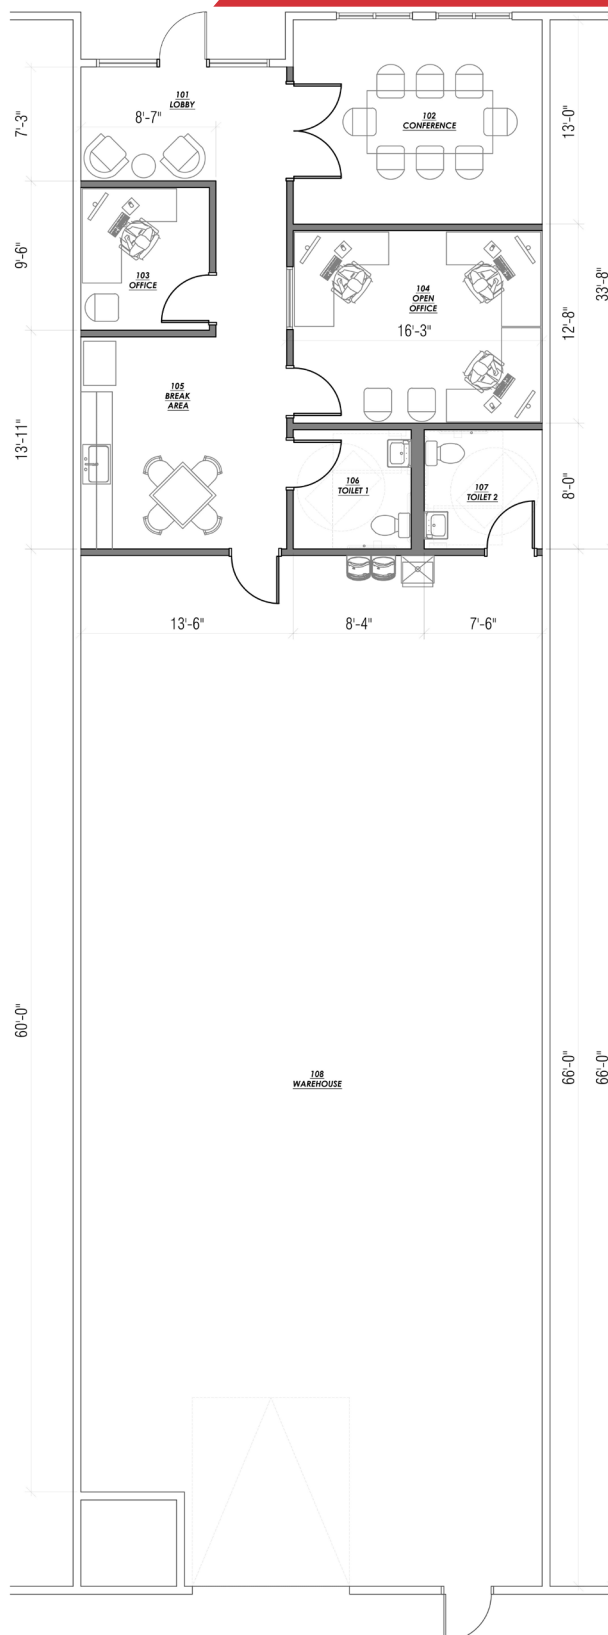 101
LOBBY
8'-7"
7'-3"
102
CONFERENCE
13'-0"
103
OFFICE
9'-6"
104
OPEN
OFFICE
16'-3"
12'-8"
33'-8"
105
BREAK
AREA
13'-11"
106
TOILET 1
107
TOILET 2
8'-0"
13'-6"
8'-4"
7'-6"
60'-0"
108
WAREHOUSE
66'-0"
66'-0"